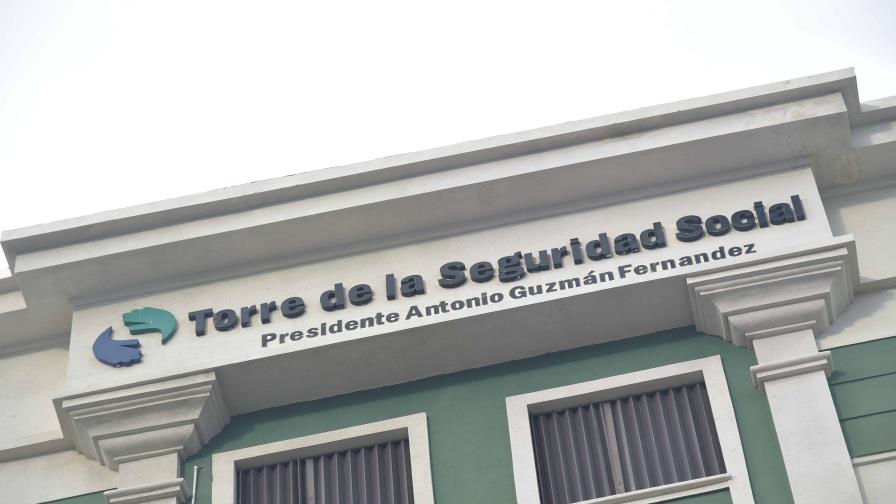 Torre de la Seguridad Social
Presidente Antonio Guzmán Fernandez